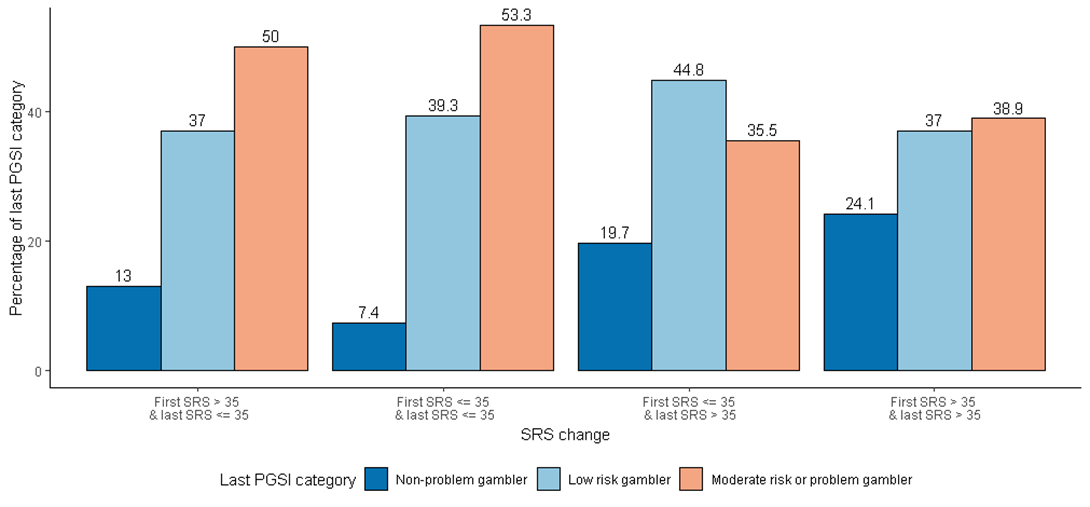 53.3
50
44.8
39.3
38.9
37
37
35.5
24.1
19.7
13
7.4
Percentage of last PGSI category
40
20
0
First SRS > 35
& last SRS <= 35
First SRS <= 35
& last SRS <= 35
First SRS <= 35
& last SRS > 35
First SRS > 35
& last SRS > 35
SRS change
Last PGSI category
Non-problem gambler
Low risk gambler
Moderate risk or problem gambler